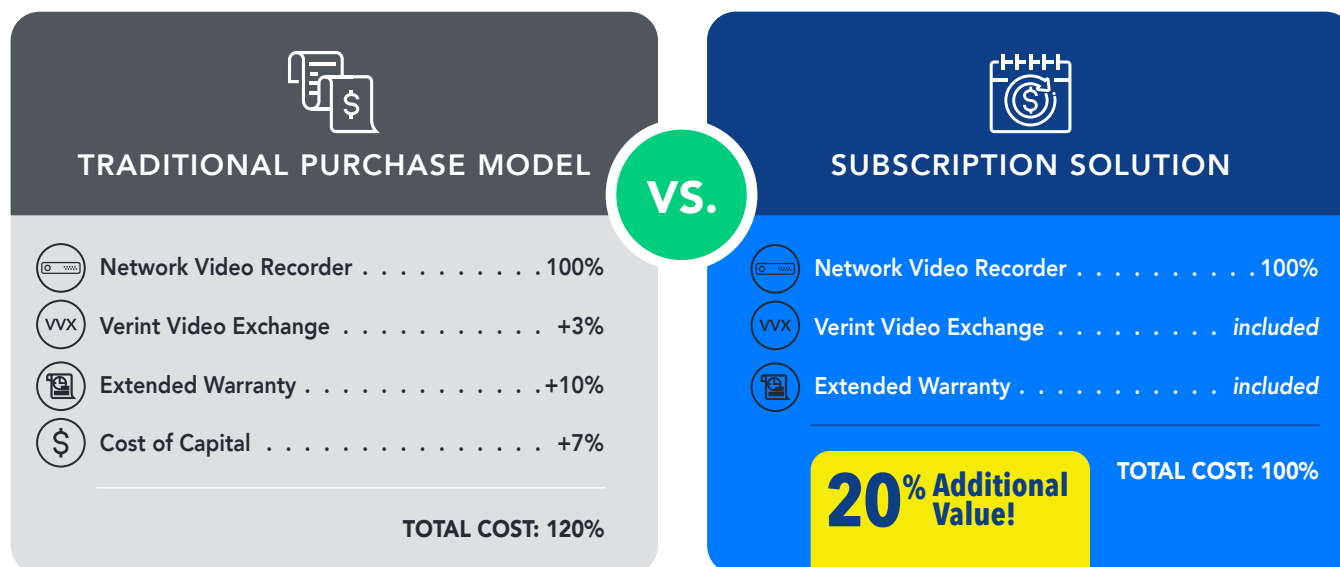 TRADITIONAL PURCHASE MODEL
Network Video Recorder . . . . . . . . . . 100%
VVX Verint Video Exchange . . . . . . . . . . . +3%
Extended Warranty . . . . . . . . . . . . . +10%
$ Cost of Capital . . . . . . . . . . . . . . . +7%
TOTAL COST: 120%
VS.
SUBSCRIPTION SOLUTION
Network Video Recorder . . . . . . . . . . 100%
VVX Verint Video Exchange . . . . . . . . . included
Extended Warranty . . . . . . . . . . . included
TOTAL COST: 100%
20% Additional
Value!